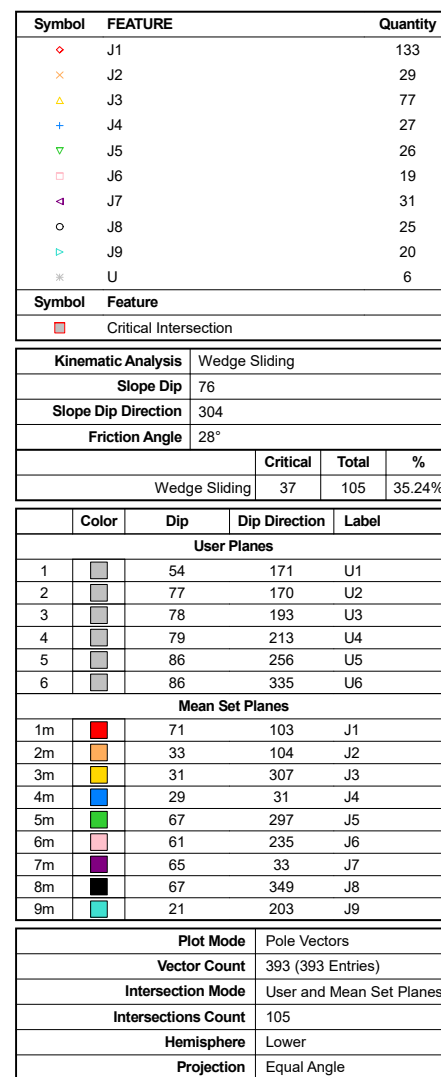 Symbol FEATURE Quantity
J1 133
J2 29
J3 77
J4 27
J5 26
J6 19
J7 31
J8 25
J9 20
U 6
Symbol Feature
Critical Intersection
Kinematic Analysis Wedge Sliding
Slope Dip 76
Slope Dip Direction 304
Friction Angle 28°
Critical Total %
Wedge Sliding 37 105 35.24%
Color Dip Dip Direction Label
User Planes
1 54 171 U1
2 77 170 U2
3 78 193 U3
4 79 213 U4
5 86 256 U5
6 86 335 U6
Mean Set Planes
1m 71 103 J1
2m 33 104 J2
3m 31 307 J3
4m 29 31 J4
5m 67 297 J5
6m 61 235 J6
7m 65 33 J7
8m 67 349 J8
9m 21 203 J9
Plot Mode Pole Vectors
Vector Count 393 (393 Entries)
Intersection Mode User and Mean Set Planes
Intersections Count 105
Hemisphere Lower
Projection Equal Angle